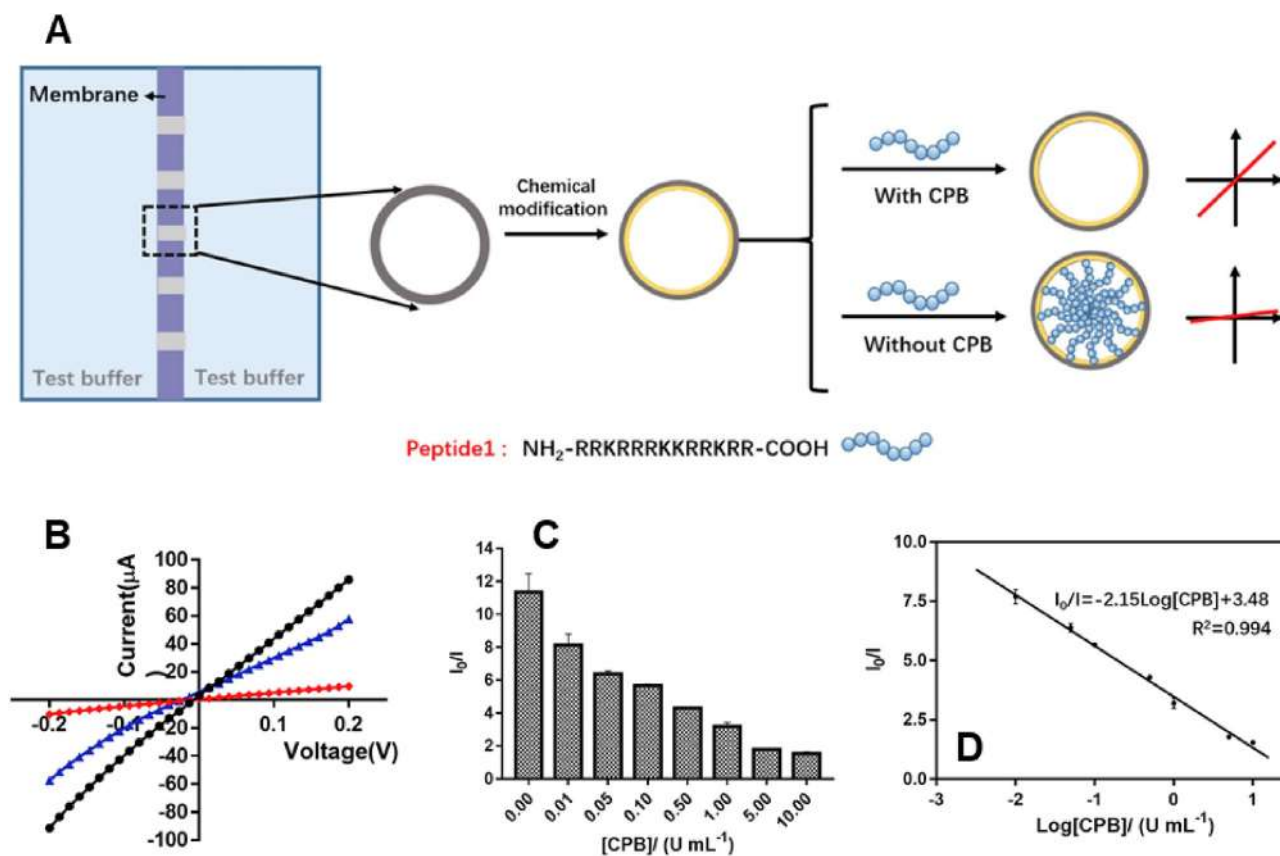 A
Membrane
Test buffer
Test buffer
Chemical
modification
With CPB
Without CPB
Peptide1 : NH₂-RRKRRRKKRRKRR-COOH
B
Current(μA
)
100
80
60
40
20
-20
-40
-60
-80
-100
-0.2
-0.1
0.1
0.2
Voltage(V)
C
I₀/I
14
12
10
8
6
4
2
0
0.00
0.01
0.05
0.10
0.50
1.00
5.00
10.00
[CPB]/ (U mL⁻¹)
D
I₀/I
10.0
7.5
5.0
2.5
0.0
I₀/I=-2.15Log[CPB]+3.48
R²=0.994
-3
-2
-1
0
1
Log[CPB]/ (U mL⁻¹)